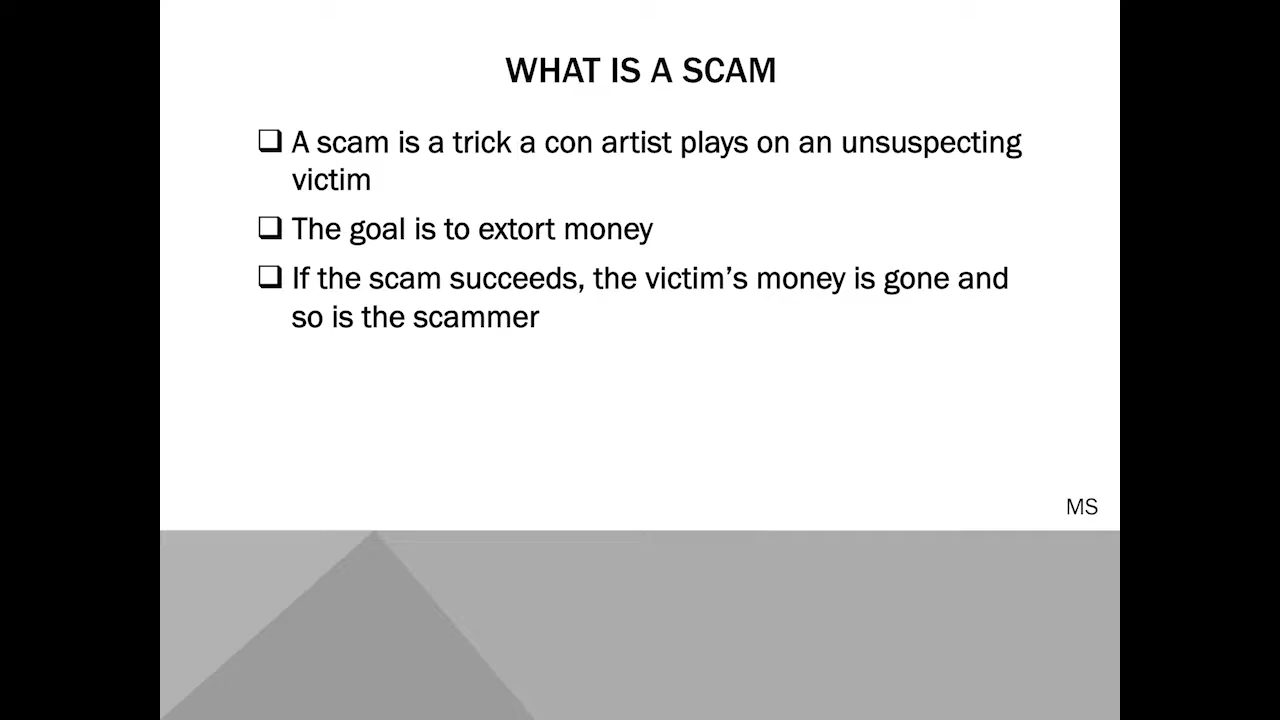 WHAT IS A SCAM
❑ A scam is a trick a con artist plays on an unsuspecting
victim
❑ The goal is to extort money
❑ If the scam succeeds, the victim’s money is gone and
so is the scammer
MS